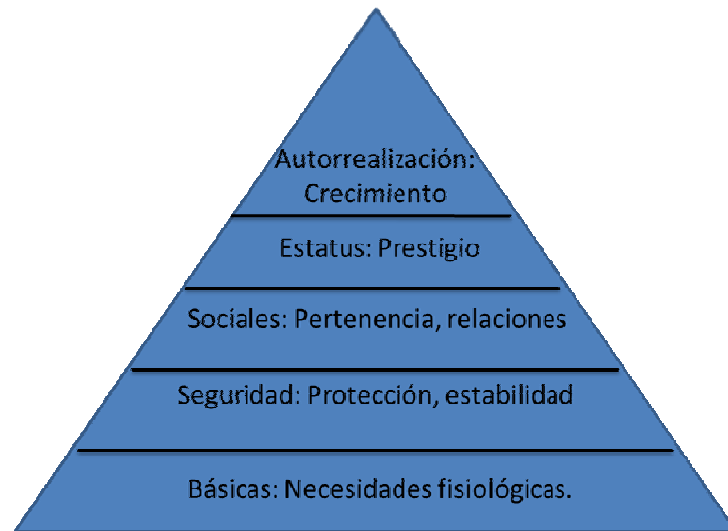 Autorrealización:
Crecimiento
Estatus: Prestigio
Sociales: Pertenencia, relaciones
Seguridad: Protección, estabilidad
Básicas: Necesidades fisiológicas.